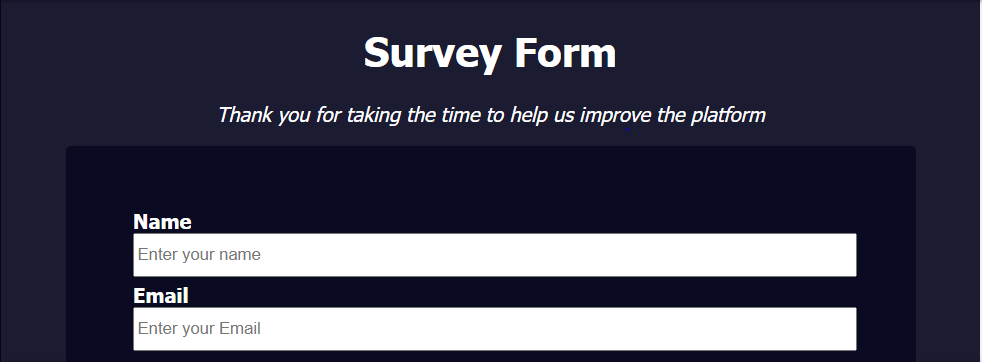 Survey Form
Thank you for taking the time to help us improve the platform
Name
Enter your name
Email
Enter your Email